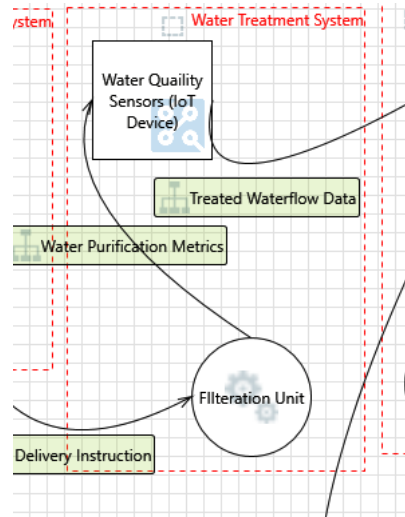 ystem
Water Treatment System
Water Quaility
Sensors (IoT
Device)
Treated Waterflow Data
Water Purification Metrics
FIlteration Unit
Delivery Instruction